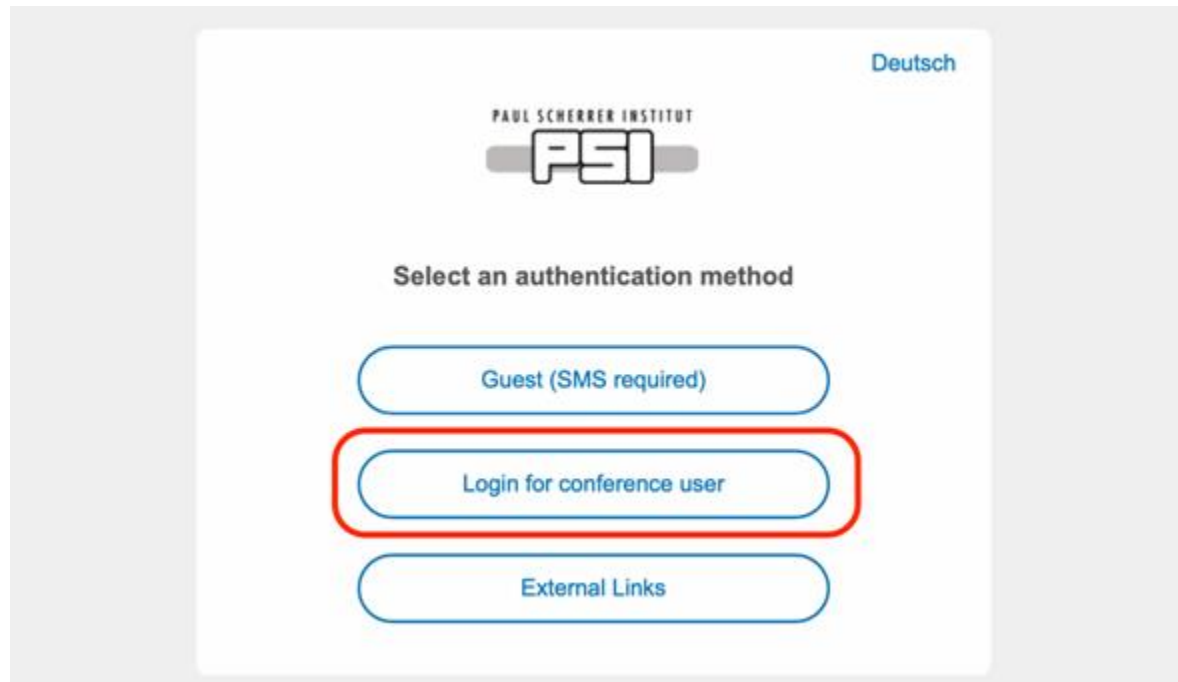 Deutsch
PAUL SCHERRER INSTITUT
PSI
Select an authentication method
Guest (SMS required)
Login for conference user
External Links